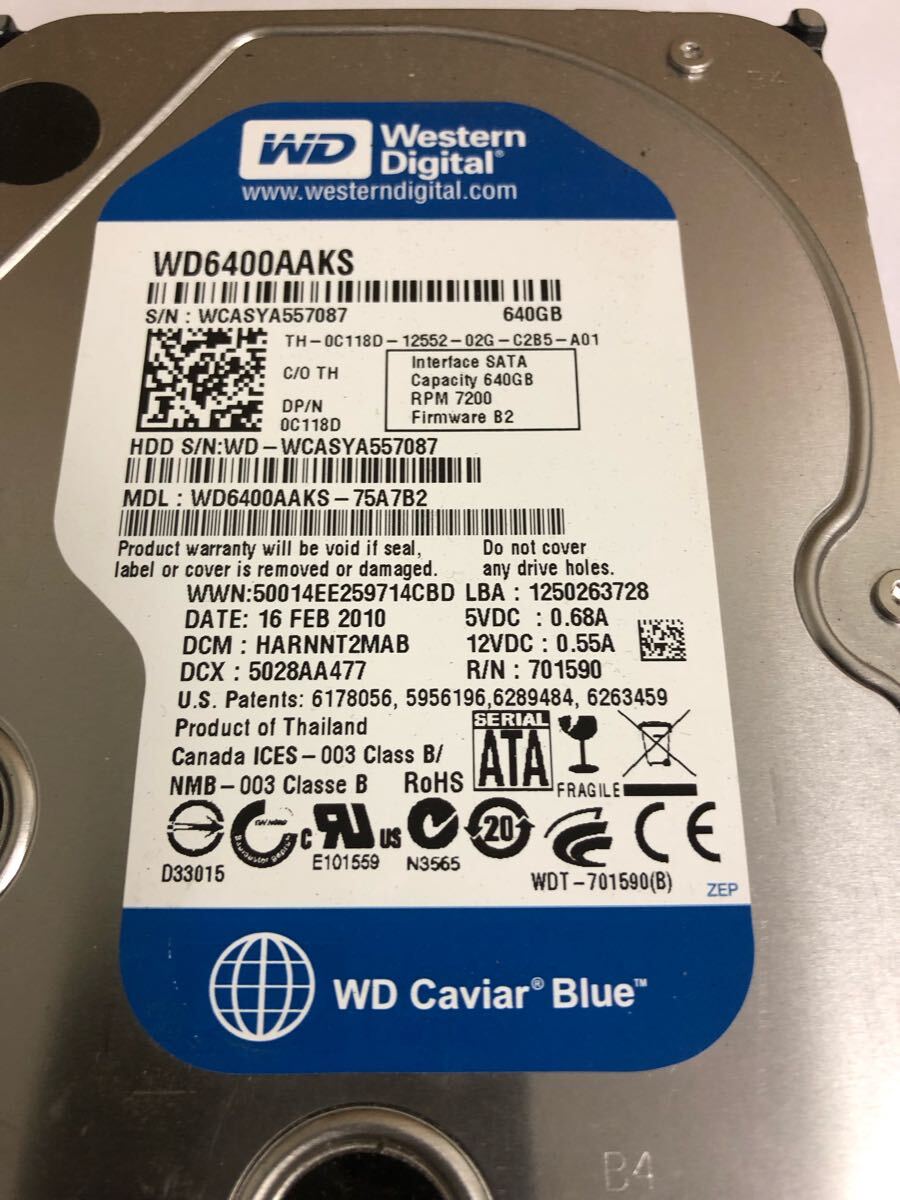 WD Western Digital®
www.westerndigital.com
WD6400AAKS
S/N : WCASYA557087 640GB
TH-0C118D-12552-02G-C2B5-A01
C/O TH
DP/N
0C118D
Interface SATA
Capacity 640GB
RPM 7200
Firmware B2
HDD S/N:WD-WCASYA557087
MDL : WD6400AAKS-75A7B2
Product warranty will be void if seal,
label or cover is removed or damaged.
Do not cover
any drive holes.
WWN:50014EE259714CBD LBA : 1250263728
DATE: 16 FEB 2010 5VDC : 0.68A
DCM : HARNNT2MAB 12VDC : 0.55A
DCX : 5028AA477 R/N : 701590
U.S. Patents: 6178056, 5956196,6289484, 6263459
Product of Thailand
Canada ICES-003 Class B/
NMB-003 Classe B RoHS
SERIAL
ATA
FRAGILE
c RU US
20
CE
D33015
E101559
N3565
WDT-701590(B)
ZEP
WD Caviar® Blue™
B4